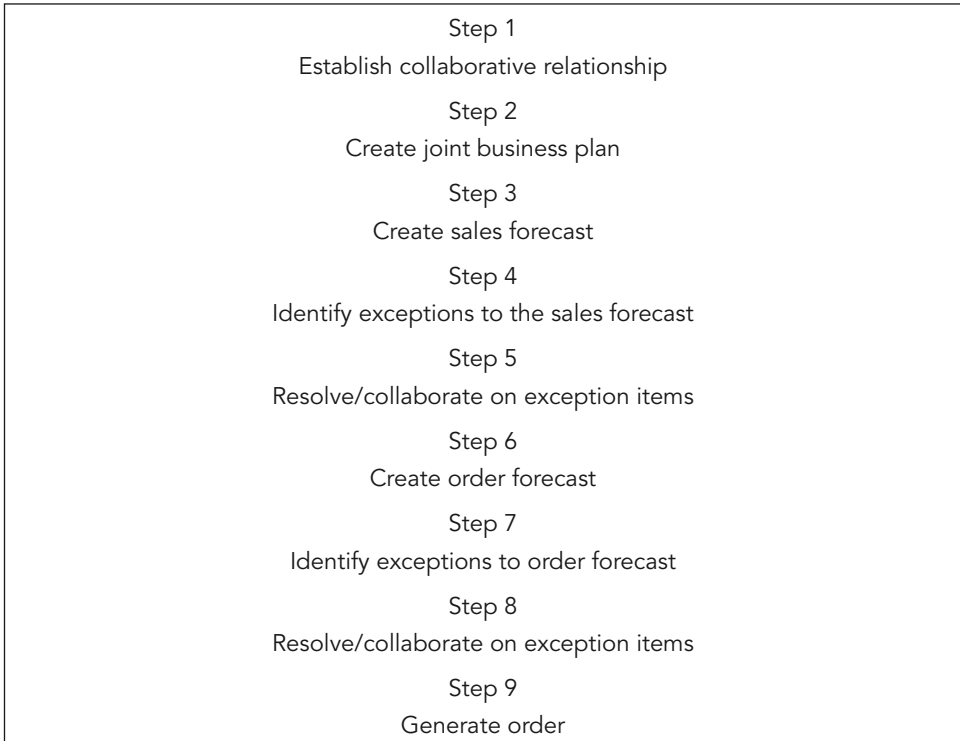 Step 1
Establish collaborative relationship
Step 2
Create joint business plan
Step 3
Create sales forecast
Step 4
Identify exceptions to the sales forecast
Step 5
Resolve/collaborate on exception items
Step 6
Create order forecast
Step 7
Identify exceptions to order forecast
Step 8
Resolve/collaborate on exception items
Step 9
Generate order